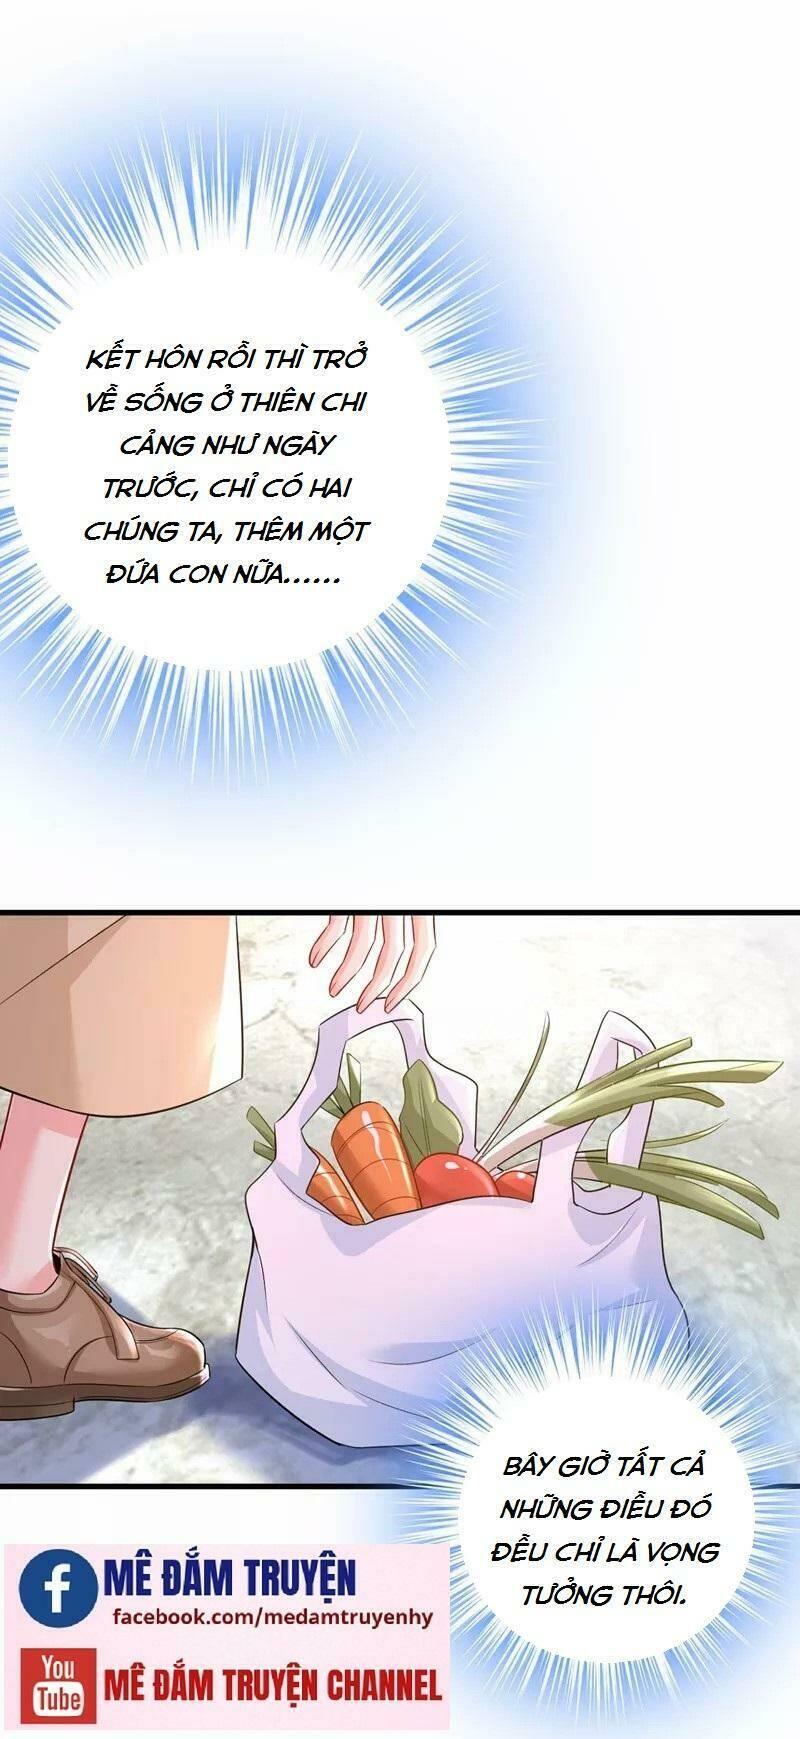 KẾT HÔN RỒI THÌ TRỞ
VỀ SỐNG Ở THIÊN CHI
CẢNG NHƯ NGÀY
TRƯỚC, CHỈ CÓ HAI
CHÚNG TA, THÊM MỘT
ĐỨA CON NỮA......
BÂY GIỜ TẤT CẢ
NHỮNG ĐIỀU ĐÓ
ĐỀU CHỈ LÀ VỌNG
TƯỞNG THÔI.
f MÊ ĐẮM TRUYỆN
facebook.com/medamtruyenhy
You
Tube
MÊ ĐẮM TRUYỆN CHANNEL